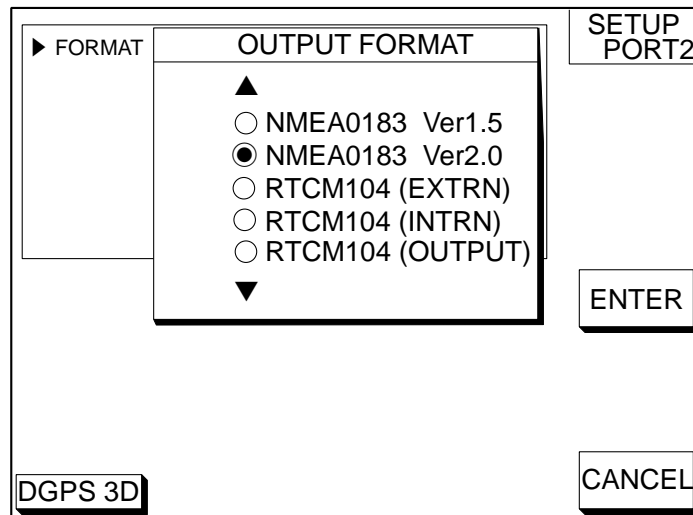 FORMAT
OUTPUT FORMAT
SETUP
PORT2
NMEA0183 Ver1.5
NMEA0183 Ver2.0
RTCM104 (EXTRN)
RTCM104 (INTRN)
RTCM104 (OUTPUT)
ENTER
DGPS 3D
CANCEL